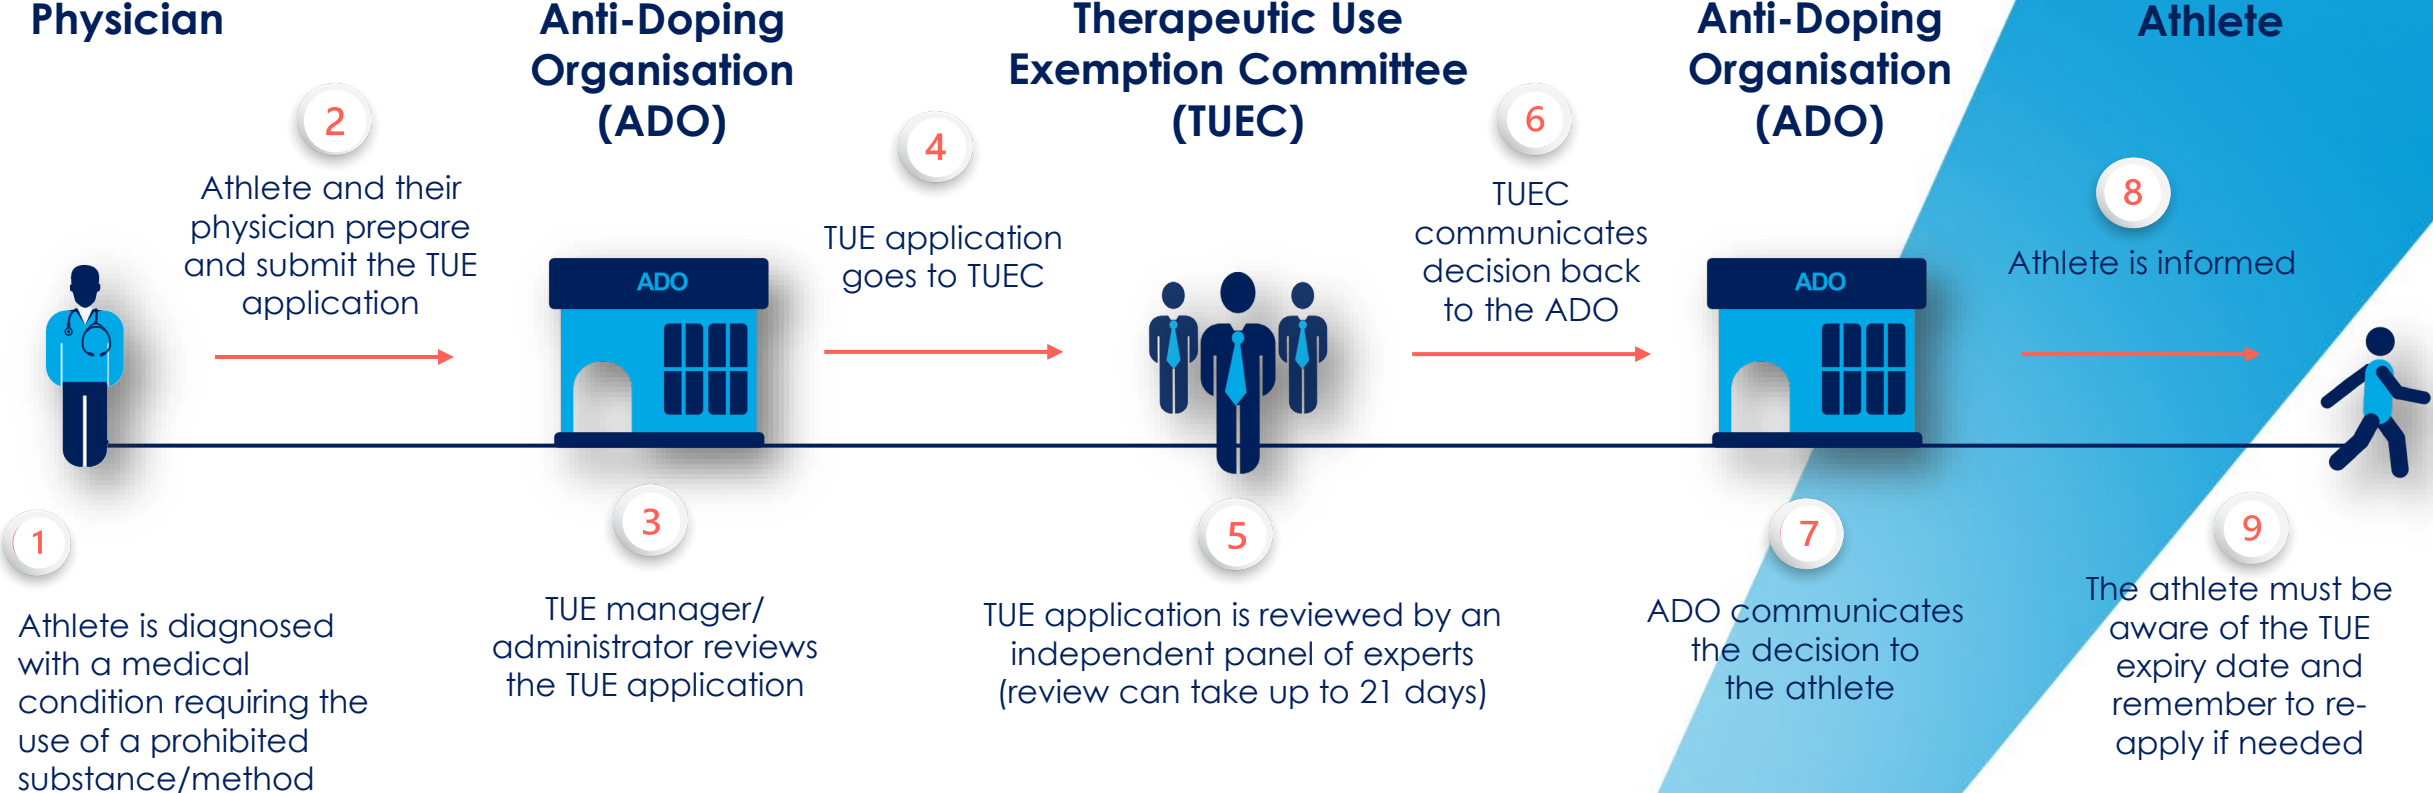 Physician
Anti-Doping
Organisation
(ADO)
Therapeutic Use
Exemption Committee
(TUEC)
Anti-Doping
Organisation
(ADO)
Athlete
2
Athlete and their
physician prepare
and submit the TUE
application
4
TUE application
goes to TUEC
6
TUEC
communicates
decision back
to the ADO
8
Athlete is informed
ADO
ADO
1
Athlete is diagnosed
with a medical
condition requiring the
use of a prohibited
substance/method
3
TUE manager/
administrator reviews
the TUE application
5
TUE application is reviewed by an
independent panel of experts
(review can take up to 21 days)
7
ADO communicates
the decision to
the athlete
9
The athlete must be
aware of the TUE
expiry date and
remember to re-
apply if needed